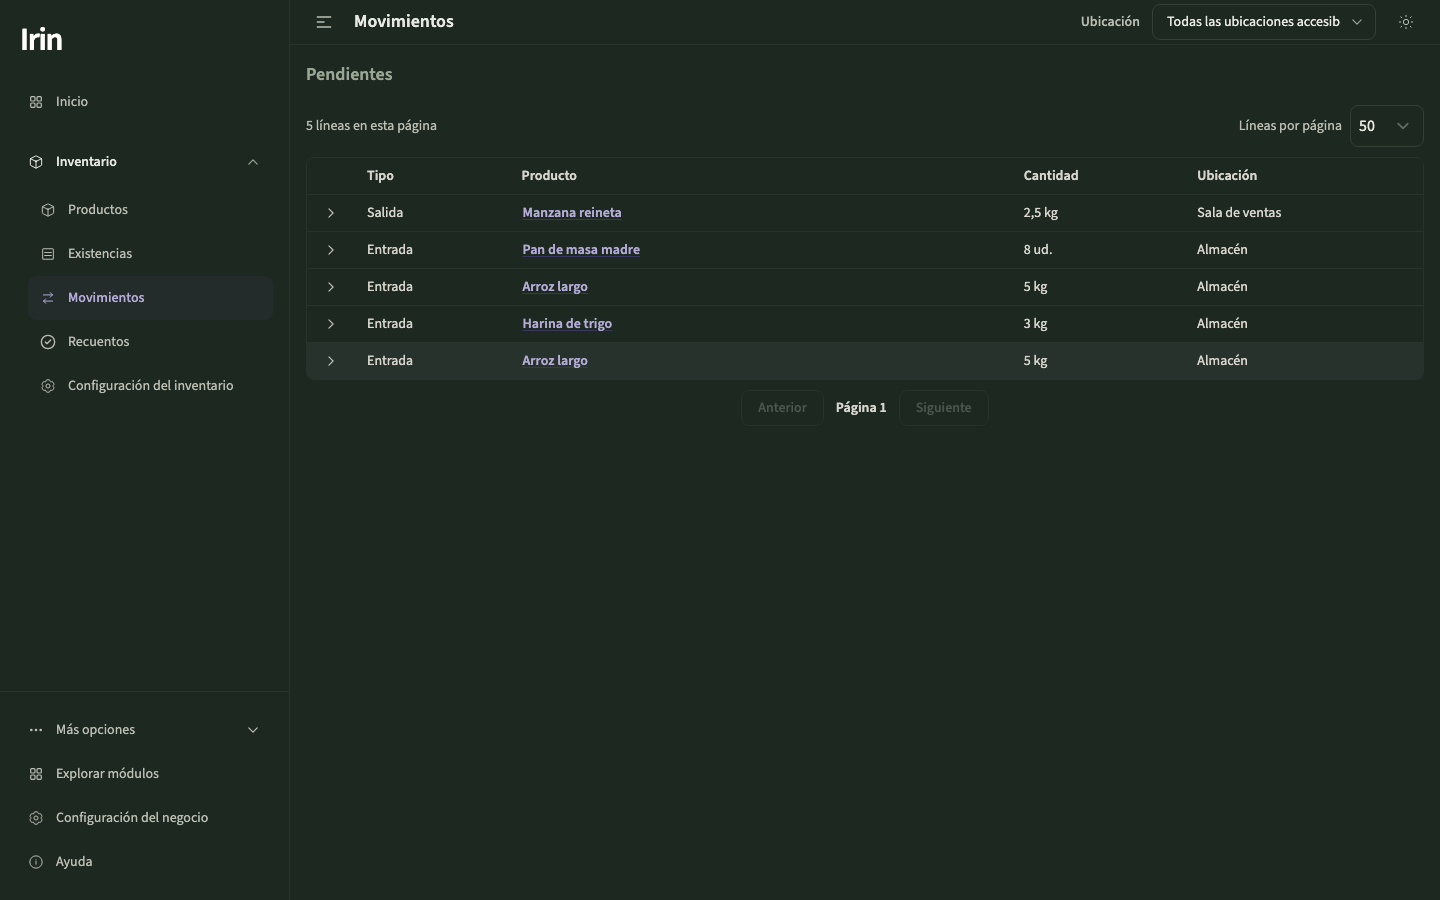 Irin
Movimientos
Ubicación
Todas las ubicaciones accesib
Inicio
Inventario
Productos
Existencias
Movimientos
Recuentos
Configuración del inventario
Más opciones
Explorar módulos
Configuración del negocio
Ayuda
Pendientes
5 líneas en esta página
Líneas por página 50
Tipo Producto Cantidad Ubicación
Salida Manzana reineta 2,5 kg Sala de ventas
Entrada Pan de masa madre 8 ud. Almacén
Entrada Arroz largo 5 kg Almacén
Entrada Harina de trigo 3 kg Almacén
Entrada Arroz largo 5 kg Almacén
Anterior Página 1 Siguiente